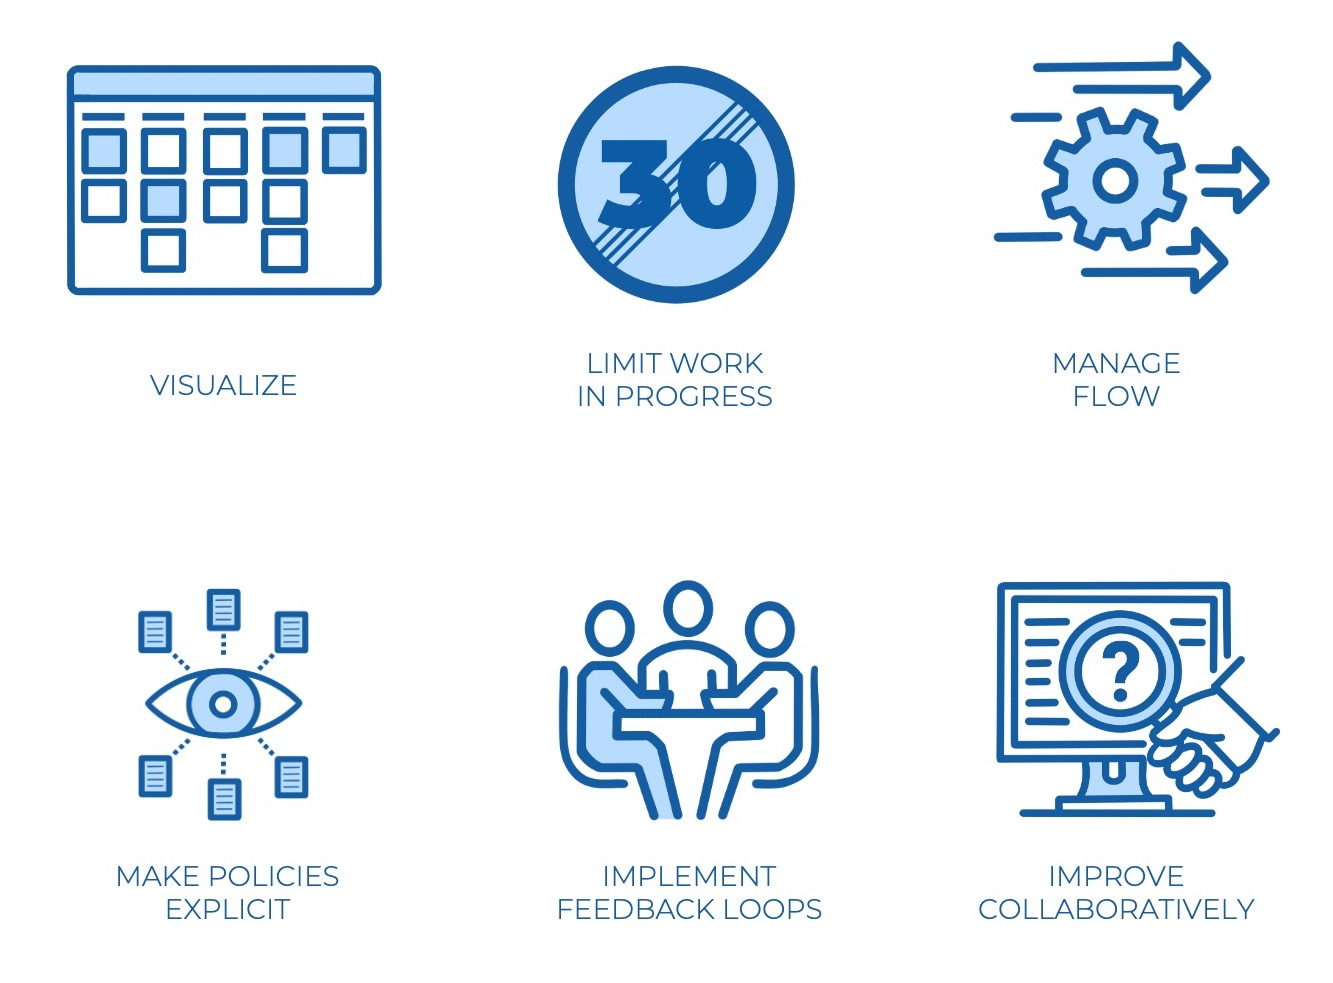 30
VISUALIZE
LIMIT WORK
IN PROGRESS
MANAGE
FLOW
?
MAKE POLICIES
EXPLICIT
IMPLEMENT
FEEDBACK LOOPS
IMPROVE
COLLABORATIVELY